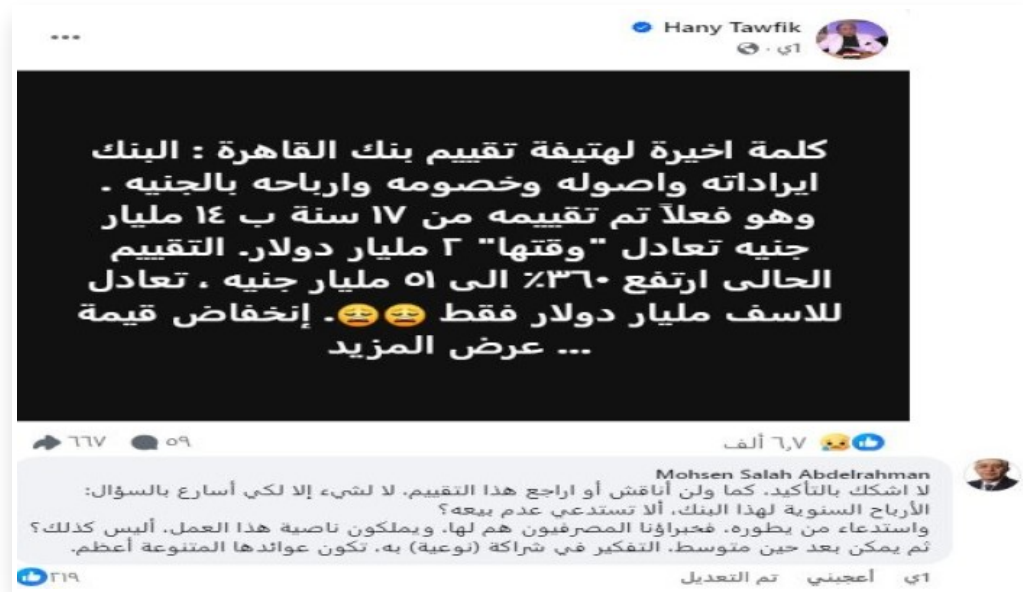 Hany Tawfik
١ي
كلمة اخيرة لهتيفة تقييم بنك القاهرة : البنك
ايراداته واصوله وخصومه وارباحه بالجنيه .
وهو فعلاً تم تقييمه من ١٧ سنة ب ١٤ مليار
جنيه تعادل "وقتها" ٢ مليار دولار. التقييم
الحالى ارتفع ٣٦٠٪ الى ٥١ مليار جنيه ، تعادل
للاسف مليار دولار فقط 😩😩. إنخفاض قيمة
... عرض المزيد
٦,٧ ألف
٥٩
٦٦٧
Mohsen Salah Abdelrahman
لا اشكك بالتأكيد، كما ولن أناقش أو اراجع هذا التقييم، لا لشيء إلا لكي أسارع بالسؤال:
الأرباح السنوية لهذا البنك، ألا تستدعي عدم بيعه؟
واستدعاء من يطوره، فخبراؤنا المصرفيون هم لها، ويملكون ناصية هذا العمل، أليس كذلك؟
ثم يمكن بعد حين متوسط، التفكير في شراكة (نوعية) به، تكون عوائدها المتنوعة أعظم.
١ي أعجبني تم التعديل
٢١٩